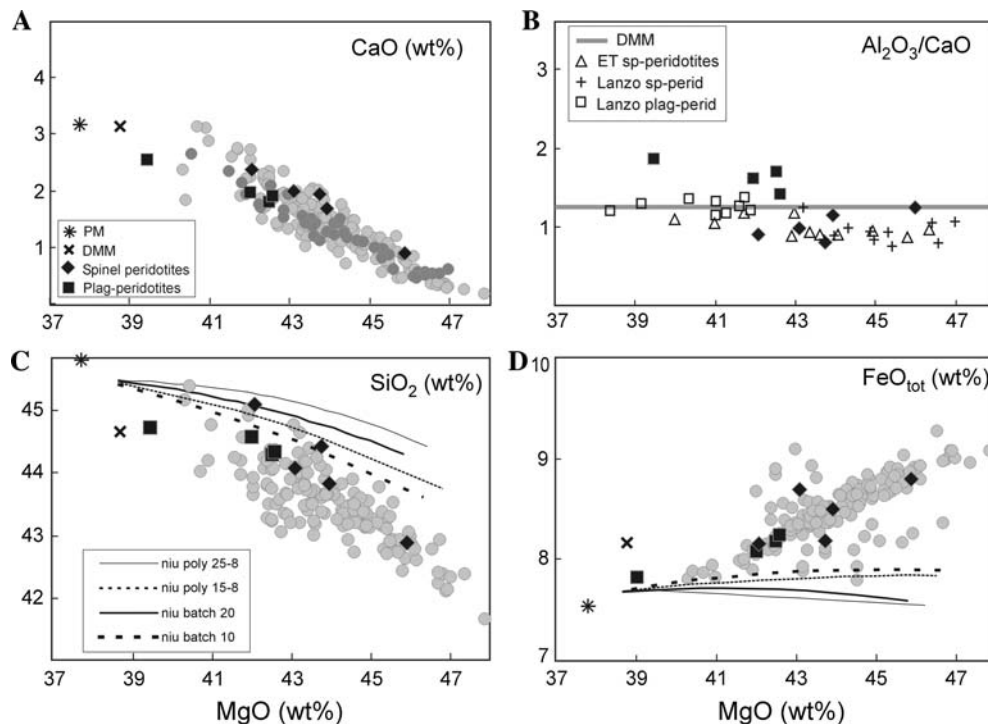 A
CaO (wt%)
4
3
2
1
PM
DMM
Spinel peridotites
Plag-peridotites
37 39 41 43 45 47
B
Al₂O₃/CaO
DMM
ET sp-peridotites
Lanzo sp-perid
Lanzo plag-perid
3
2
1
37 39 41 43 45 47
C
SiO₂ (wt%)
45
44
43
42
niu poly 25-8
niu poly 15-8
niu batch 20
niu batch 10
37 39 41 43 45 47
MgO (wt%)
D
FeOtot (wt%)
10
9
8
7
37 39 41 43 45 47
MgO (wt%)